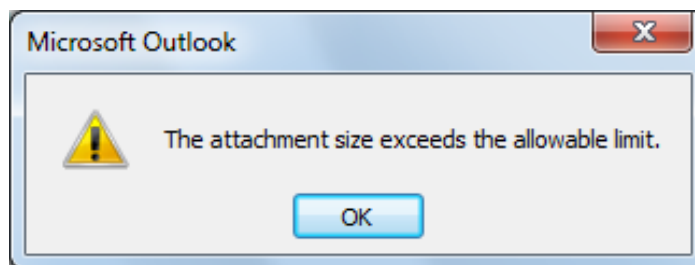 Microsoft Outlook
The attachment size exceeds the allowable limit.
OK